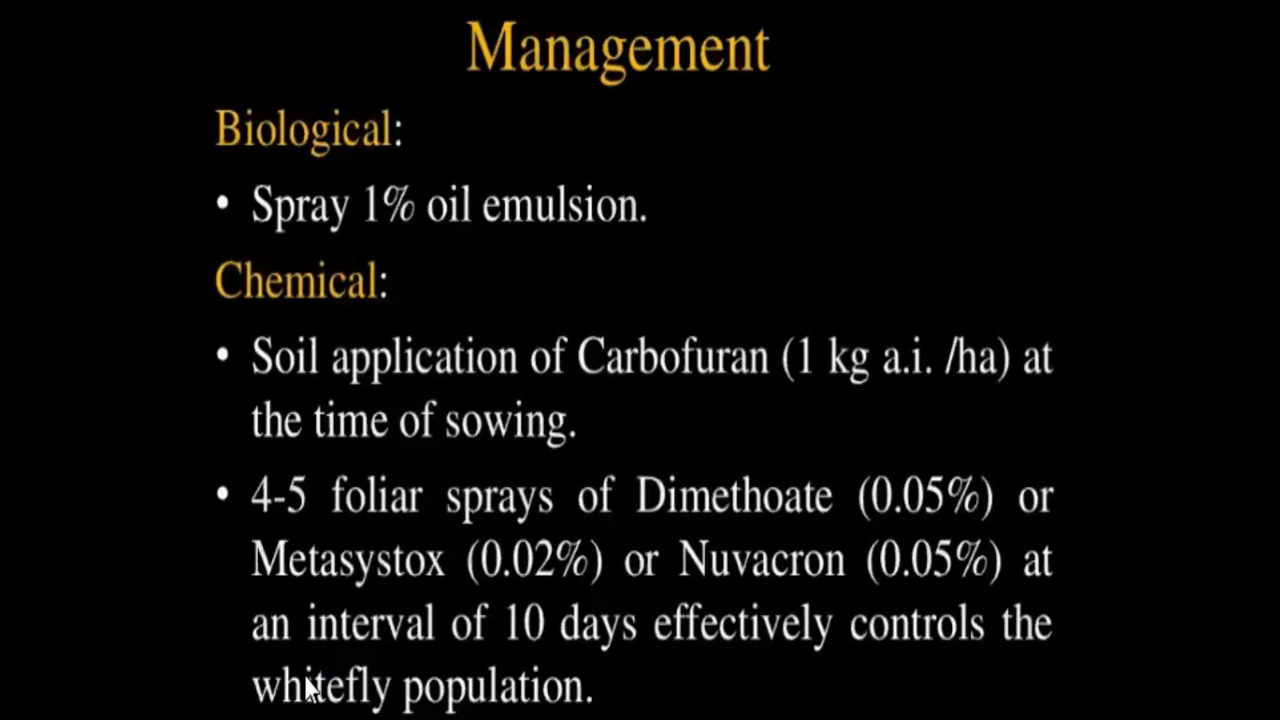 Management
Biological:
• Spray 1% oil emulsion.
Chemical:
• Soil application of Carbofuran (1 kg a.i. /ha) at
the time of sowing.
• 4-5 foliar sprays of Dimethoate (0.05%) or
Metasystox (0.02%) or Nuvacron (0.05%) at
an interval of 10 days effectively controls the
whitefly population.